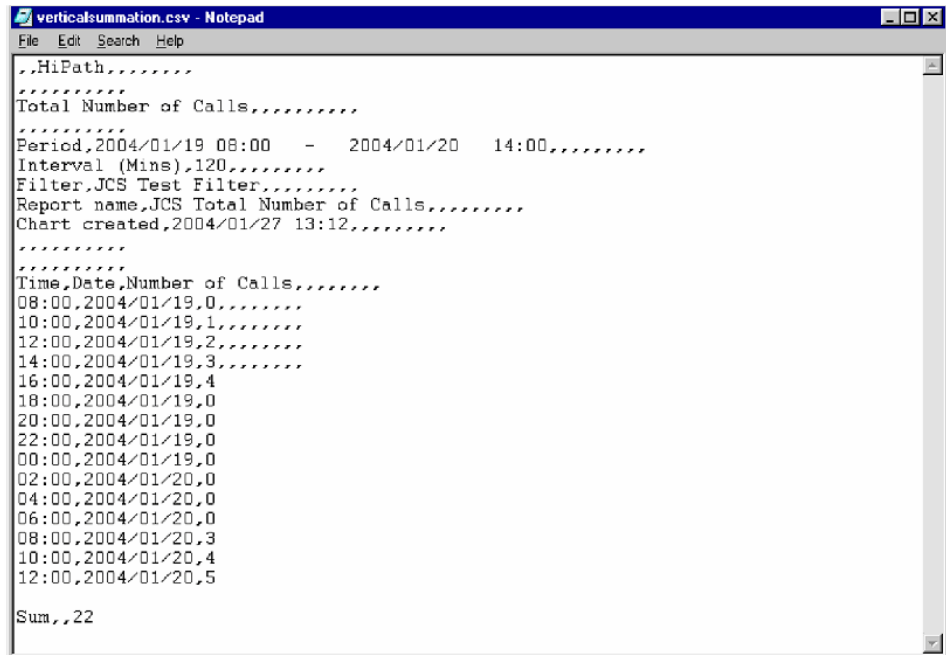 verticalsummation.csv - Notepad
File Edit Search Help
,,HiPath,,,,,,,,
,,,,,,,,,,
Total Number of Calls,,,,,,,,,,
,,,,,,,,,,
Period,2004/01/19 08:00 - 2004/01/20 14:00,,,,,,,,,
Interval (Mins),120,,,,,,,,,
Filter,JCS Test Filter,,,,,,,,,
Report name,JCS Total Number of Calls,,,,,,,,,
Chart created,2004/01/27 13:12,,,,,,,,,
,,,,,,,,,,
,,,,,,,,,,
Time,Date,Number of Calls,,,,,,,,
08:00,2004/01/19,0,,,,,,,,
10:00,2004/01/19,1,,,,,,,,
12:00,2004/01/19,2,,,,,,,,
14:00,2004/01/19,3,,,,,,,,
16:00,2004/01/19,4
18:00,2004/01/19,0
20:00,2004/01/19,0
22:00,2004/01/19,0
00:00,2004/01/19,0
02:00,2004/01/20,0
04:00,2004/01/20,0
06:00,2004/01/20,0
08:00,2004/01/20,3
10:00,2004/01/20,4
12:00,2004/01/20,5
Sum,,22